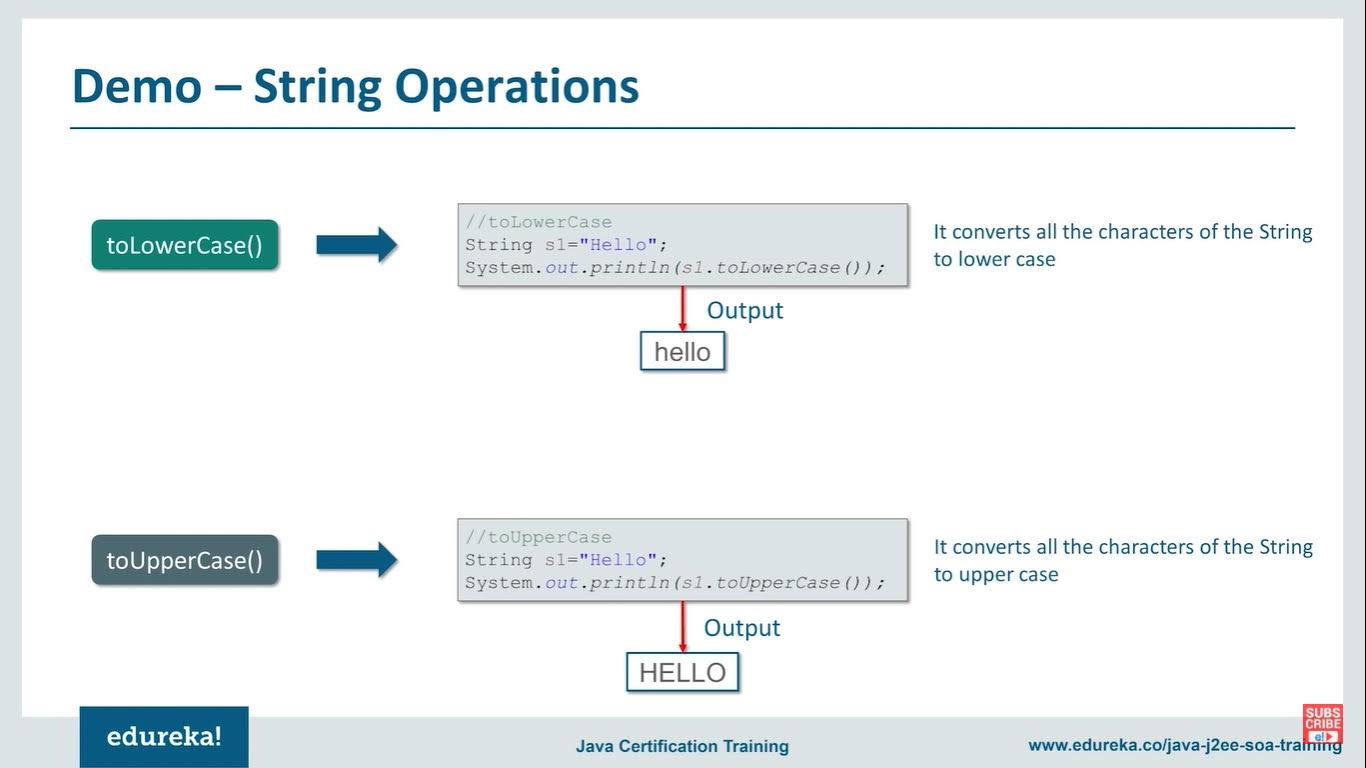 Demo – String Operations
toLowerCase()
//toLowerCase
String s1="Hello";
System.out.println(s1.toLowerCase());
It converts all the characters of the String
to lower case
Output
hello
toUpperCase()
//toUpperCase
String s1="Hello";
System.out.println(s1.toUpperCase());
It converts all the characters of the String
to upper case
Output
HELLO
edureka!
Java Certification Training
www.edureka.co/java-j2ee-soa-training
SUBS
CRIBE
e!